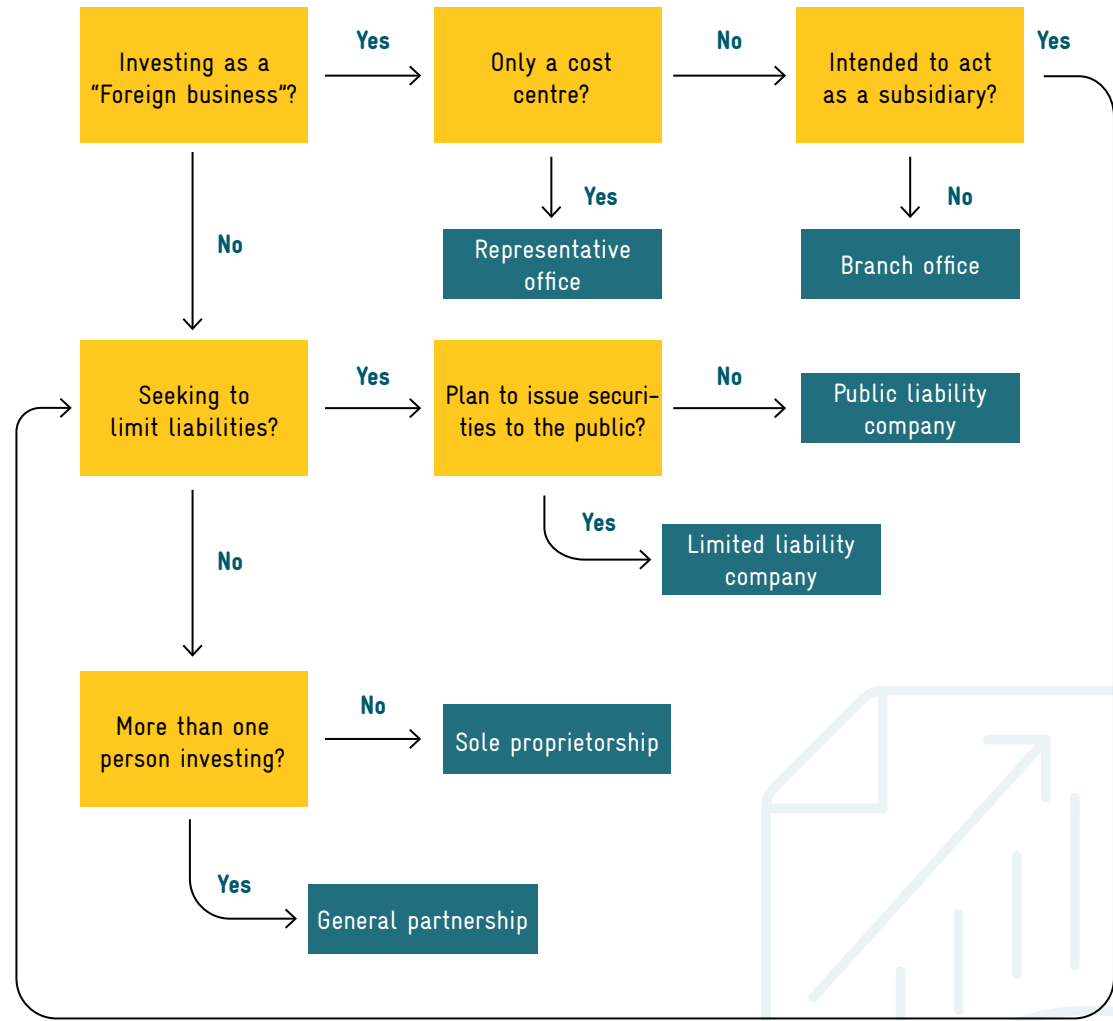 Investing as a
“Foreign business”?
Yes
Only a cost
centre?
No
Intended to act
as a subsidiary?
Yes
No
Yes
Representative
office
No
Branch office
Seeking to
limit liabilities?
Yes
Plan to issue securi-
ties to the public?
No
Public liability
company
No
Yes
Limited liability
company
More than one
person investing?
No
Sole proprietorship
Yes
General partnership